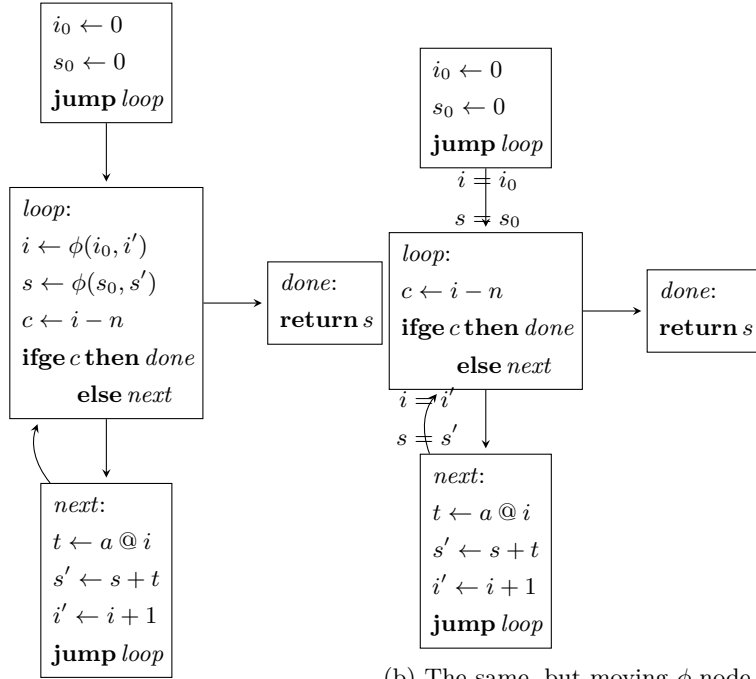 i₀ ← 0
s₀ ← 0
jump loop
loop:
i ← ϕ(i₀, i′)
s ← ϕ(s₀, s′)
c ← i − n
ifge c then done
else next
done:
return s
next:
t ← a @ i
s′ ← s + t
i′ ← i + 1
jump loop
i₀ ← 0
s₀ ← 0
jump loop
i = i₀
s = s₀
loop:
c ← i − n
ifge c then done
else next
done:
return s
i = i′
s = s′
next:
t ← a @ i
s′ ← s + t
i′ ← i + 1
jump loop
(b) The same, but moving ϕ-node